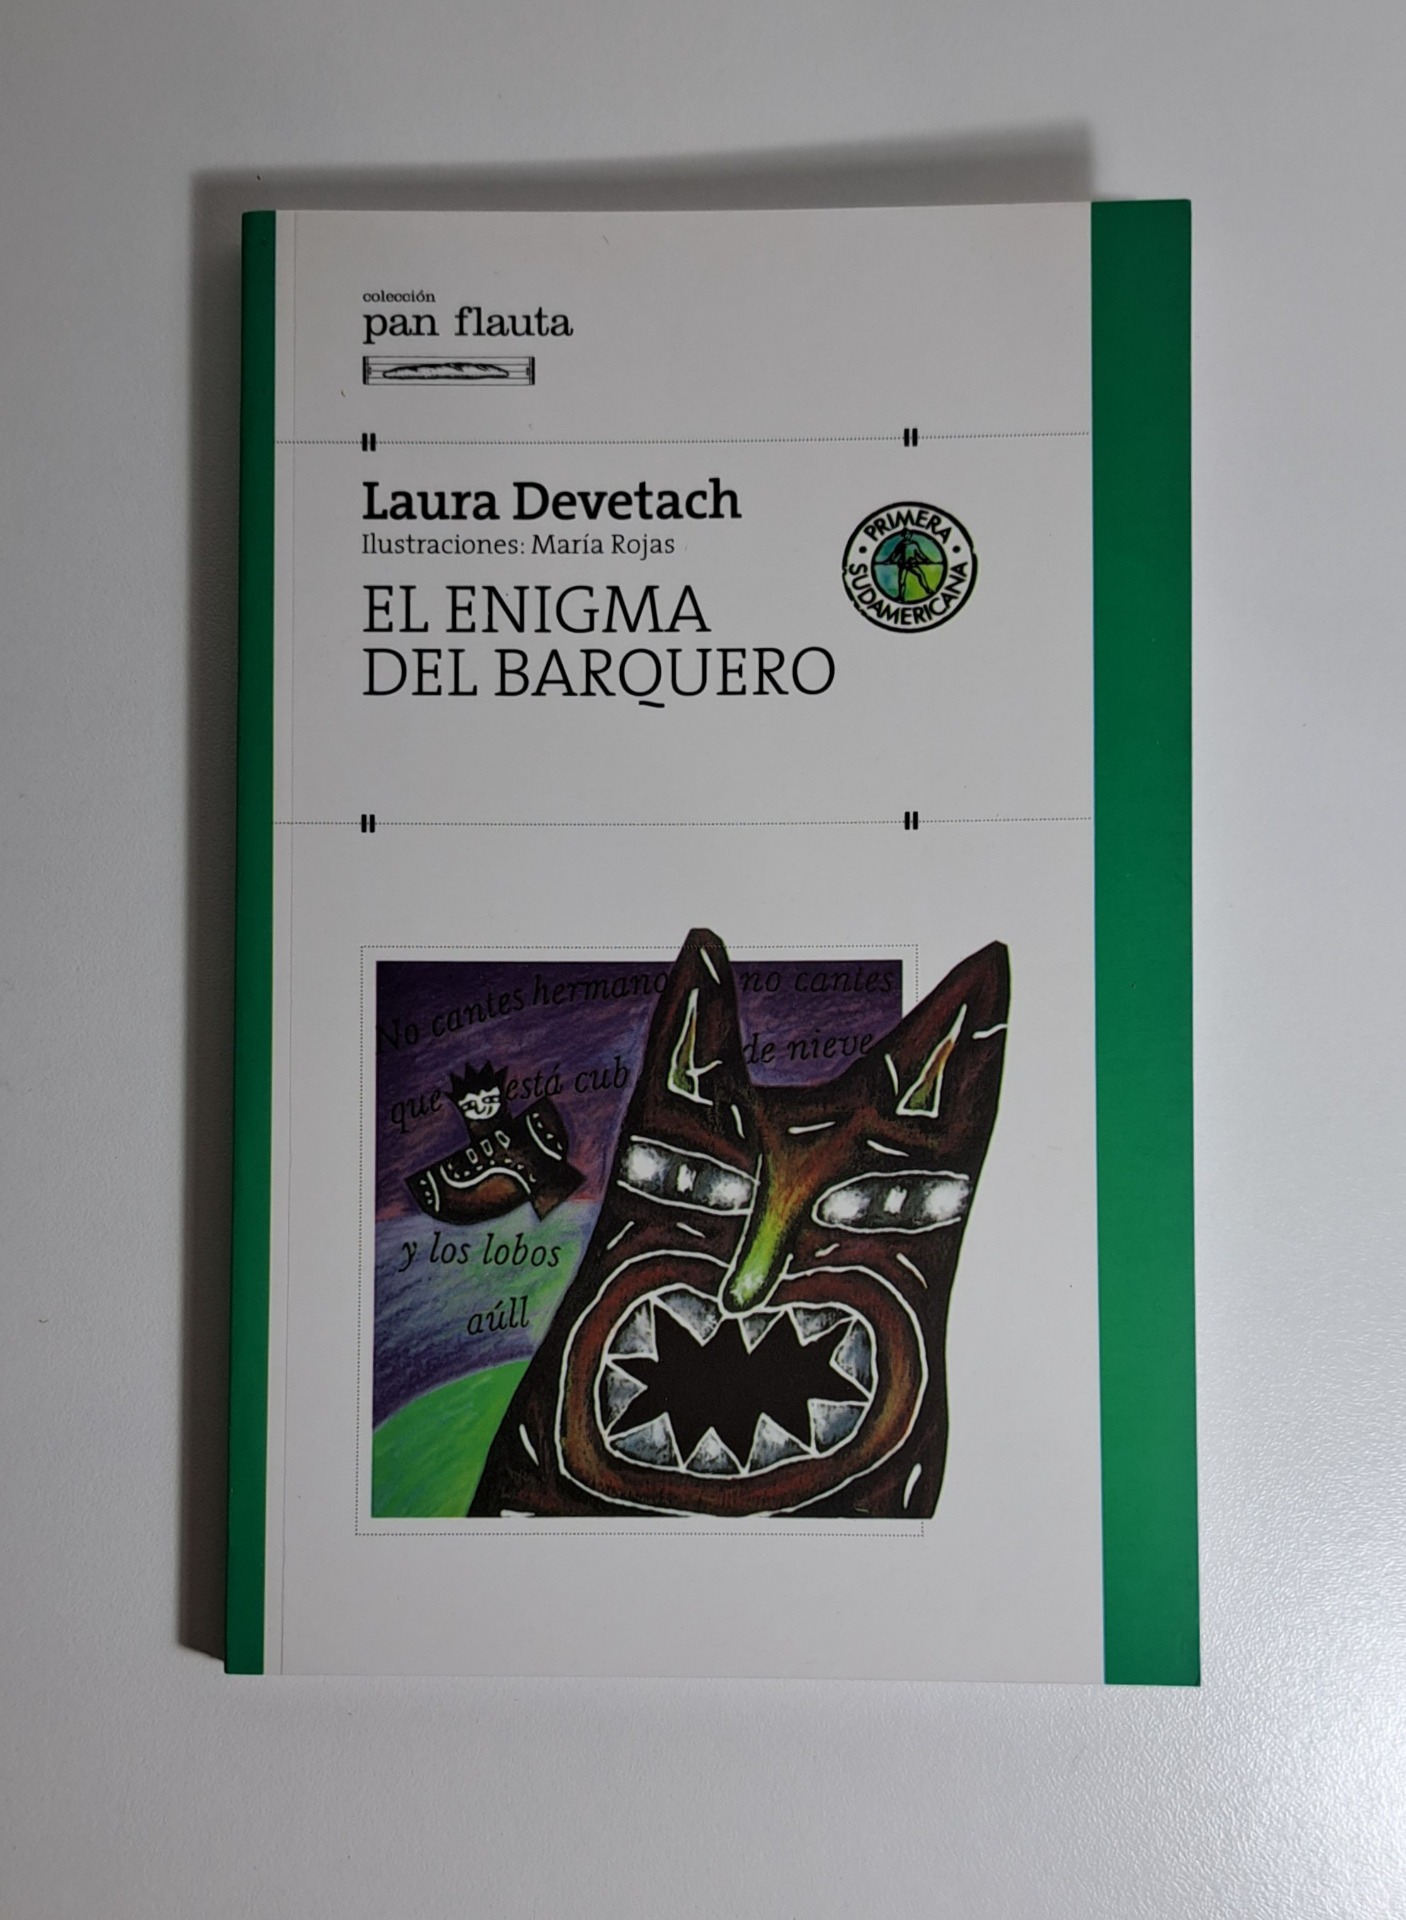 colección
pan flauta
Laura Devetach
Ilustraciones: María Rojas
EL ENIGMA
DEL BARQUERO
PRIMERA
SUDAMERICANA
No cantes hermano no cantes
que está cub de nieve
y los lobos
aúll